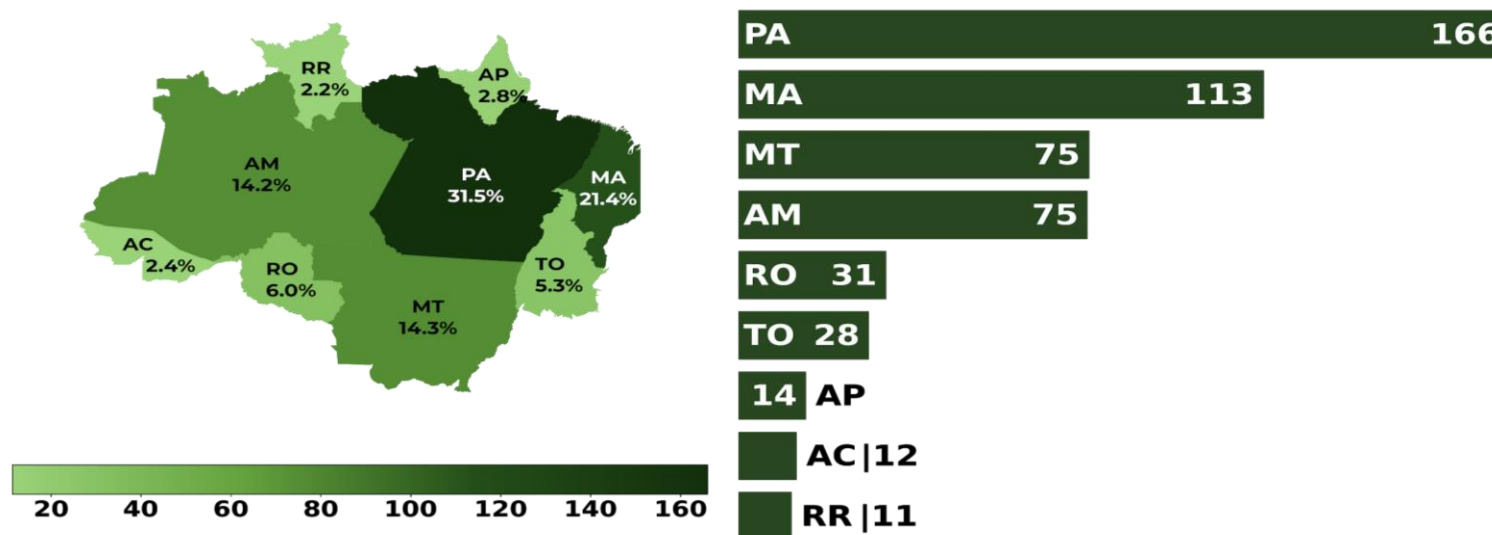 RR
2.2%
AP
2.8%
AM
14.2%
PA
31.5%
MA
21.4%
AC
2.4%
RO
6.0%
TO
5.3%
MT
14.3%
20 40 60 80 100 120 140 160
PA 166
MA 113
MT 75
AM 75
RO 31
TO 28
14 AP
AC|12
RR|11